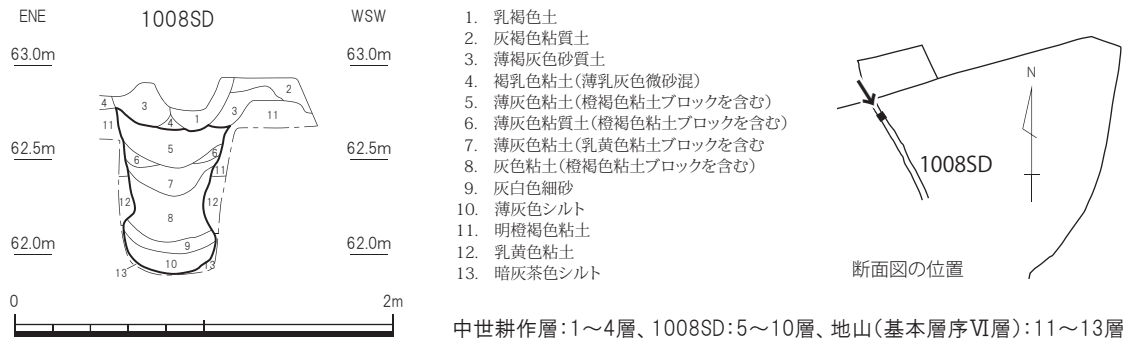 ENE 1008SD WSW
63.0m 63.0m
4 3 4 1 3 2
11 11
5
62.5m 62.5m
6 6
7 11
12 12
8
62.0m 62.0m
9
10
13 13
0 2m
1. 乳褐色土
2. 灰褐色粘質土
3. 薄褐灰色砂質土
4. 褐乳色粘土(薄乳灰色微砂混)
5. 薄灰色粘土(橙褐色粘土ブロックを含む)
6. 薄灰色粘質土(橙褐色粘土ブロックを含む)
7. 薄灰色粘土(乳黄色粘土ブロックを含む
8. 灰色粘土(橙褐色粘土ブロックを含む)
9. 灰白色細砂
10. 薄灰色シルト
11. 明橙褐色粘土
12. 乳黄色粘土
13. 暗灰茶色シルト
N
1008SD
断面図の位置
中世耕作層:1~4層、1008SD:5~10層、地山(基本層序Ⅵ層):11~13層